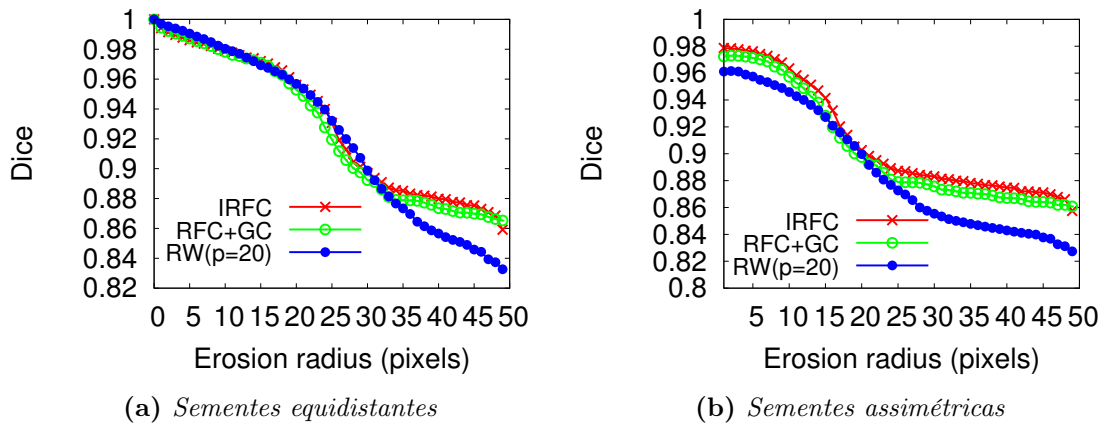 1
0.98
0.96
0.94
0.92
0.9
0.88
0.86
0.84
0.82
Dice
IRFC
RFC+GC
RW(p=20)
0 5 10 15 20 25 30 35 40 45 50
Erosion radius (pixels)
(a) Sementes equidistantes
1
0.98
0.96
0.94
0.92
0.9
0.88
0.86
0.84
0.82
0.8
Dice
IRFC
RFC+GC
RW(p=20)
5 10 15 20 25 30 35 40 45 50
Erosion radius (pixels)
(b) Sementes assimétricas